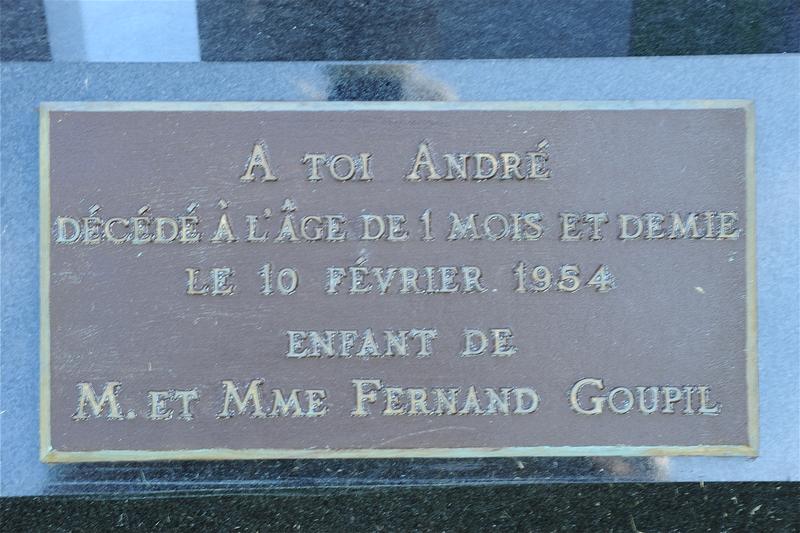 A TOI ANDRÉ
DÉCÉDÉ À L'ÂGE DE 1 MOIS ET DEMIE
LE 10 FÉVRIER 1954
ENFANT DE
M. ET MME FERNAND GOUPIL